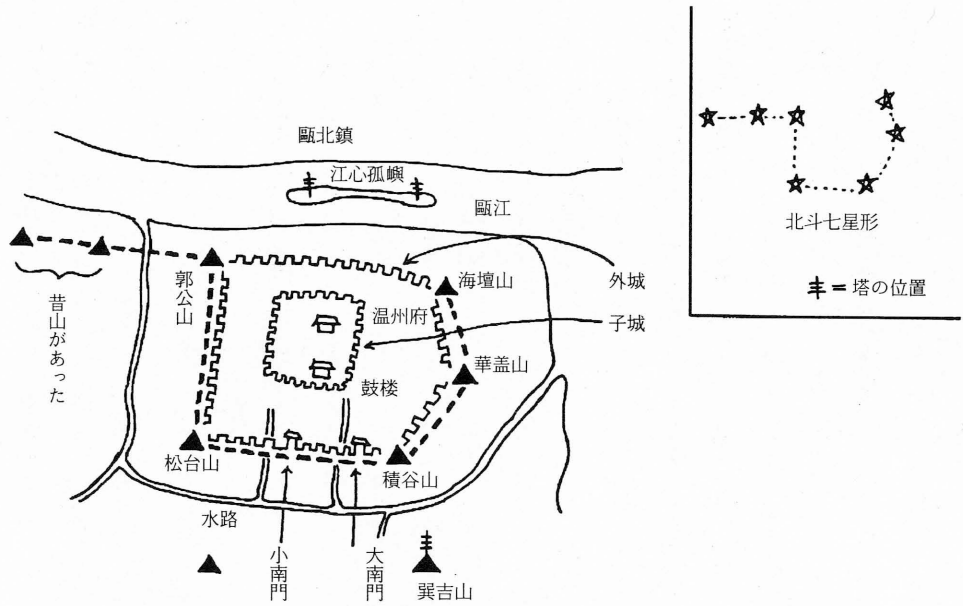 甌北鎮
江心孤嶼
甌江
郭公山
海壇山
外城
温州府
子城
昔山があった
華盖山
鼓楼
松台山
積谷山
水路
小南門
大南門
巽吉山
北斗七星形
=塔の位置